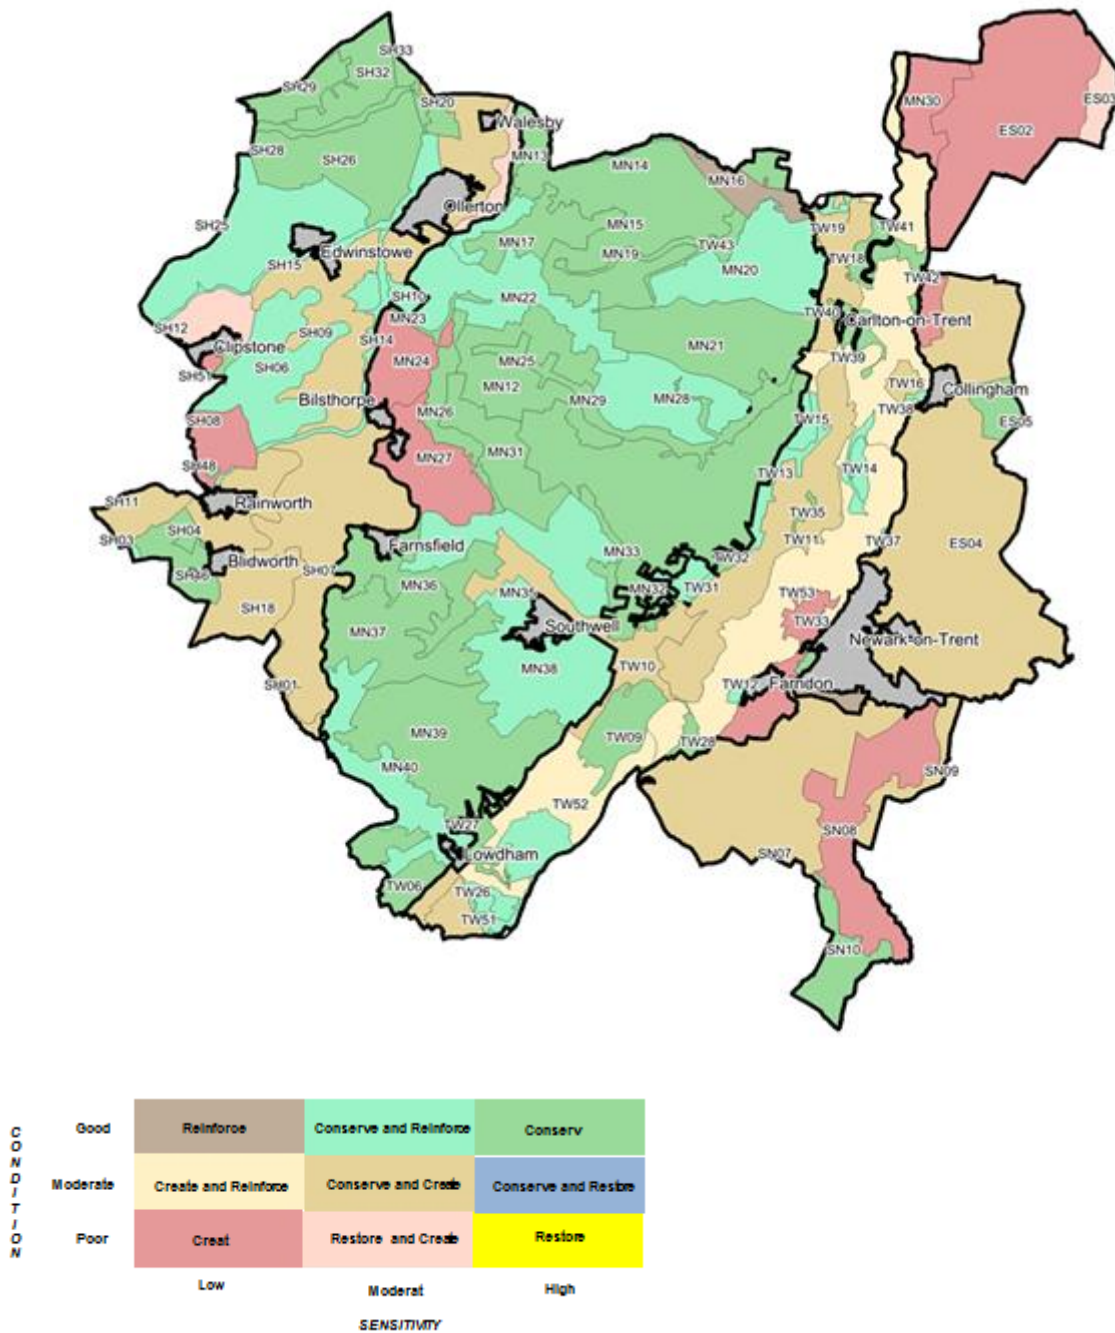 SH33
SH32
SH29
SH20
Walesby
MN30
ES03
ES02
SH28
SH26
MN13
MN14
MN16
Ollerton
SH25
MN15
TW19
TW41
MN17
MN19
TW43
SH15
Edwinstowe
TW18
MN20
TW42
SH10
MN22
SH12
MN23
TW40
Carlton-on-Trent
SH09
SH14
Clipstone
MN21
TW39
SH51
SH06
MN24
MN25
TW16
Collingham
MN12
Bilsthorpe
MN29
MN28
TW38
SH08
MN26
TW15
ES05
MN31
MN27
SH48
TW13
TW14
SH11
Rainworth
TW35
SH04
SH03
Farnsfield
TW11
TW37
ES04
Blidworth
MN33
TW32
SH07
SH46
MN36
MN32
TW31
MN35
TW53
SH18
Southwell
TW33
MN37
Newark-on-Trent
TW10
MN38
SH01
TW12
Farndon
MN39
TW09
TW28
MN40
SN09
TW52
TW27
SN08
Lowdham
SN07
TW06
TW26
TW51
SN10
CONDITION
Good
Reinforce
Conserve and Reinforce
Conserv
Moderate
Create and Reinforce
Conserve and Create
Conserve and Restore
Poor
Creat
Restore and Create
Restore
Low
Moderat
High
SENSITIVITY